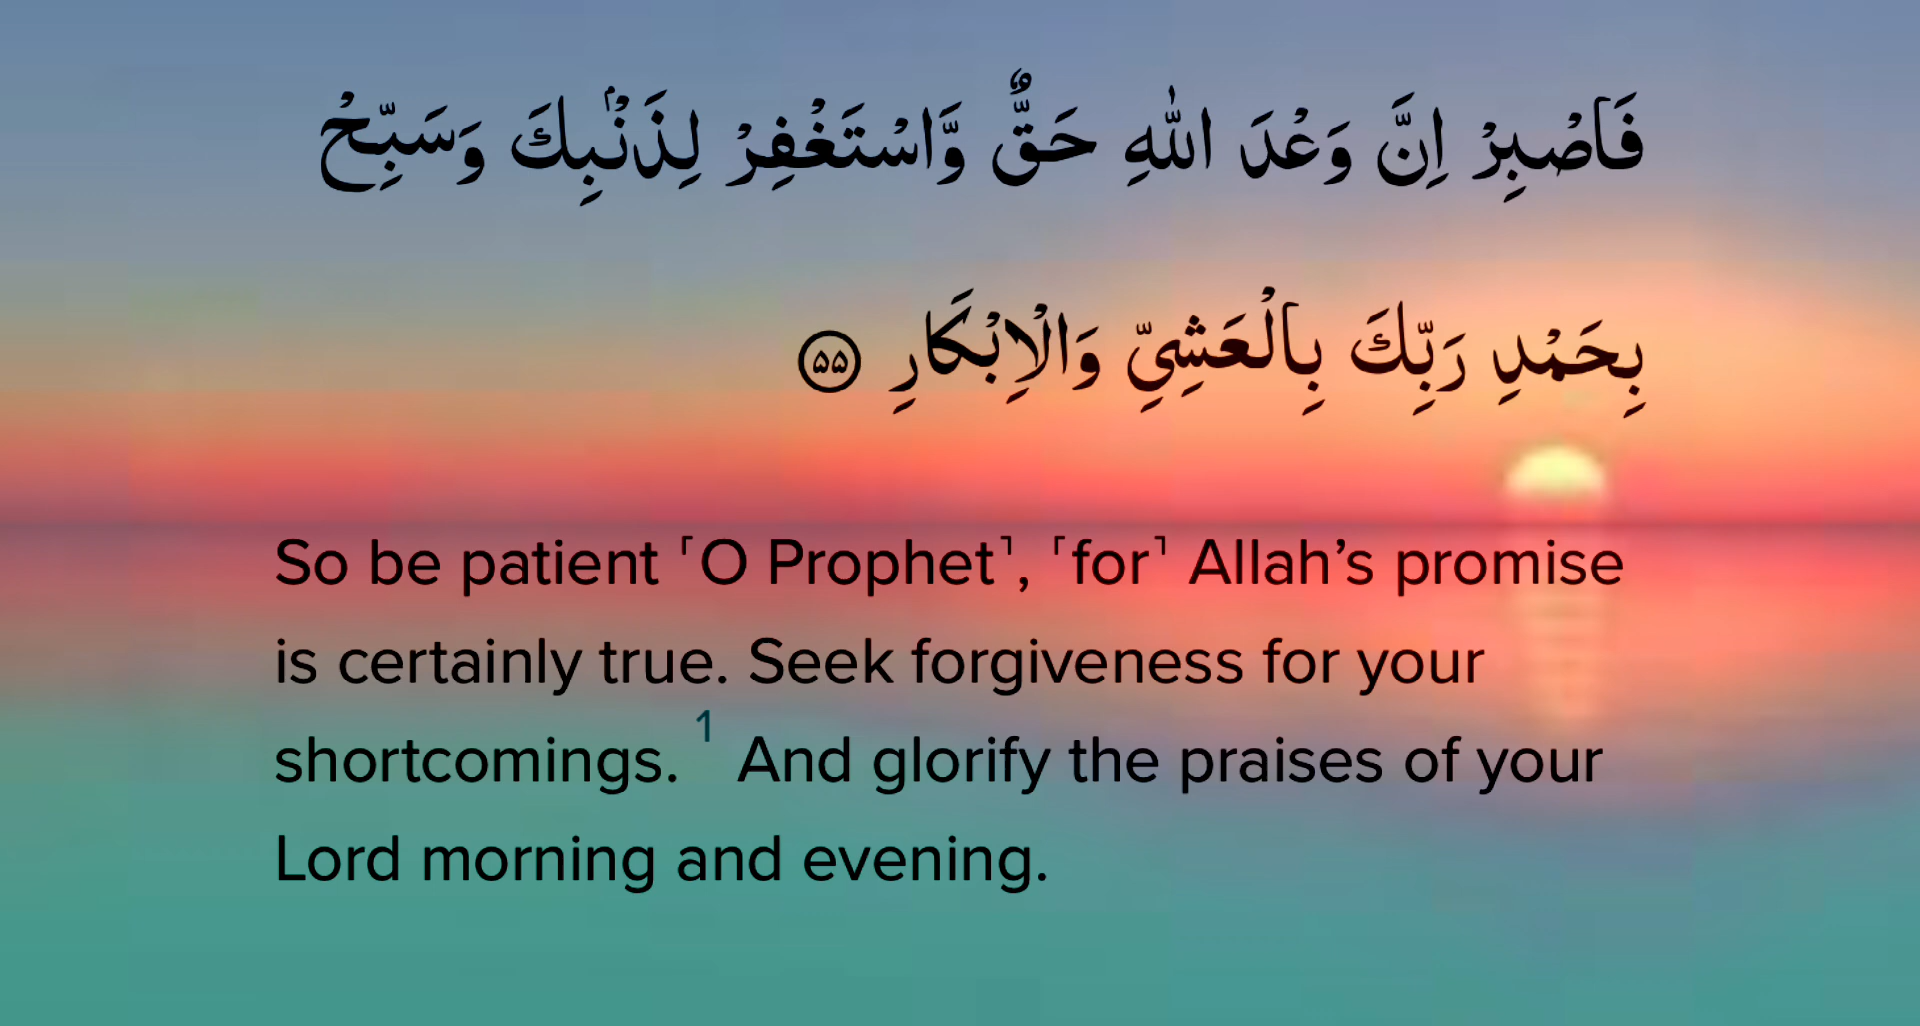 فَاصْبِرْ اِنَّ وَعْدَ اللّٰهِ حَقٌّ وَّاسْتَغْفِرْ لِذَنْۢبِكَ وَسَبِّحْ
بِحَمْدِ رَبِّكَ بِالْعَشِیِّ وَالْاِبْكَارِ ۵۵
So be patient ˹O Prophet˺, ˹for˺ Allah’s promise
is certainly true. Seek forgiveness for your
shortcomings. 1 And glorify the praises of your
Lord morning and evening.